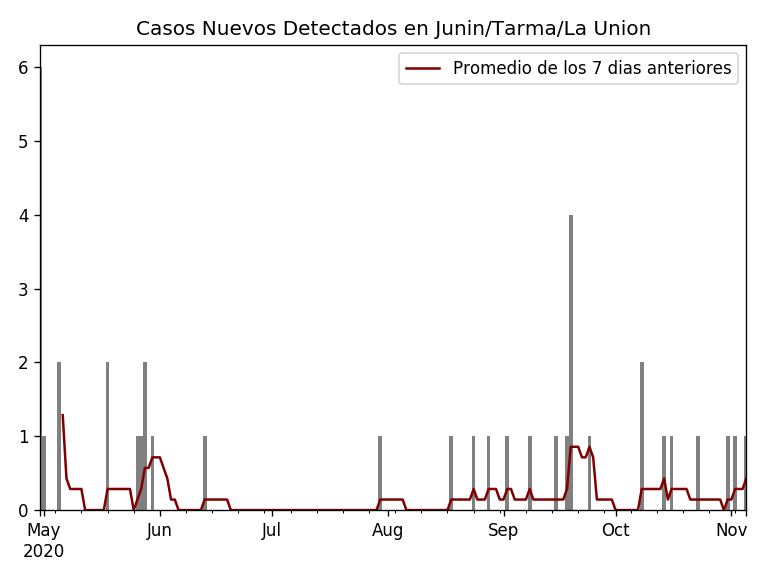 Casos Nuevos Detectados en Junin/Tarma/La Union
Promedio de los 7 dias anteriores
6
5
4
3
2
1
0
May Jun Jul Aug Sep Oct Nov
2020